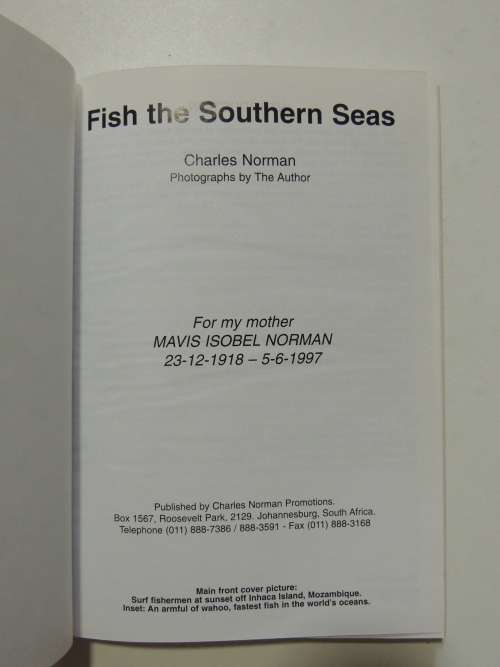 Fish the Southern Seas
Charles Norman
Photographs by The Author
For my mother
MAVIS ISOBEL NORMAN
23-12-1918 – 5-6-1997
Published by Charles Norman Promotions.
Box 1567, Roosevelt Park, 2129. Johannesburg, South Africa.
Telephone (011) 888-7386 / 888-3591 - Fax (011) 888-3168
Main front cover picture:
Surf fishermen at sunset off Inhaca Island, Mozambique.
Inset: An armful of wahoo, fastest fish in the world's oceans.